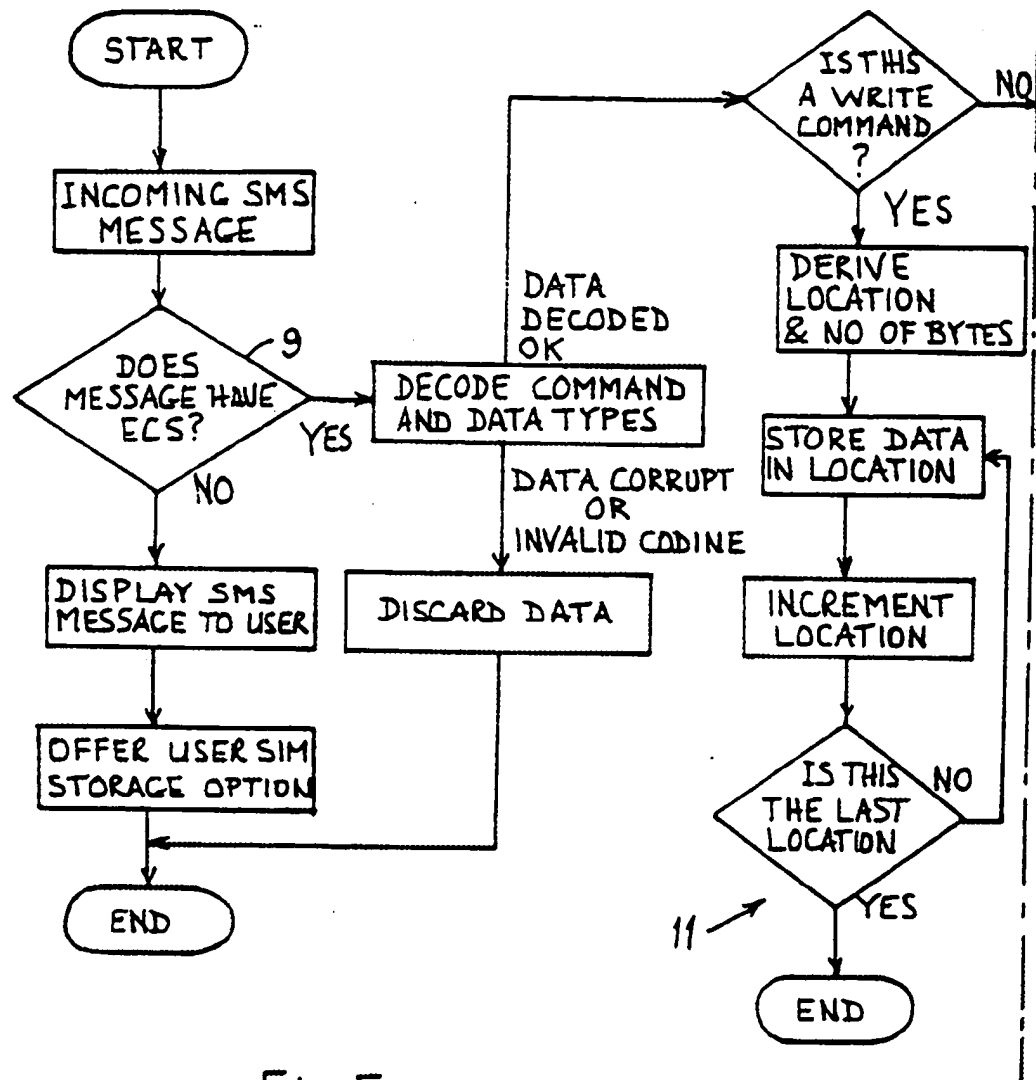 START
INCOMING SMS
MESSAGE
9
DOES
MESSAGE HAVE
ECS?
YES
NO
DISPLAY SMS
MESSAGE TO USER
OFFER USER SIM
STORAGE OPTION
END
DATA
DECODED
OK
DECODE COMMAND
AND DATA TYPES
DATA CORRUPT
OR
INVALID CODINE
DISCARD DATA
IS THIS
A WRITE
COMMAND
?
NO
YES
DERIVE
LOCATION
& NO OF BYTES
STORE DATA
IN LOCATION
INCREMENT
LOCATION
IS THIS
THE LAST
LOCATION
NO
YES
11
END